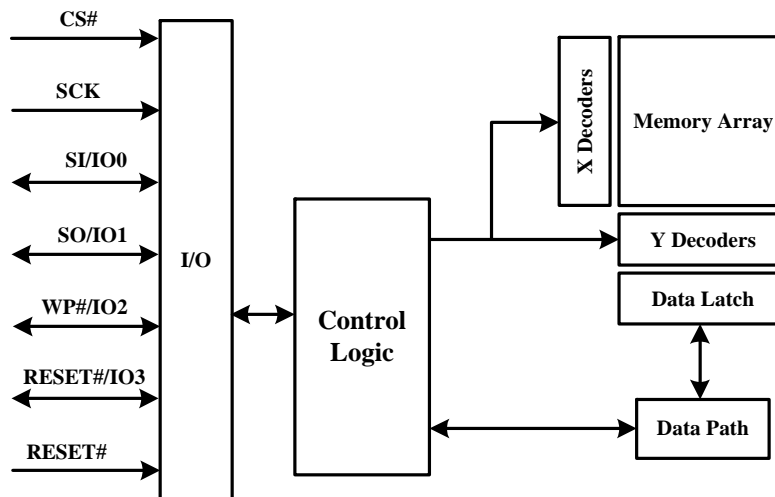 CS#
SCK
SI/IO0
SO/IO1
WP#/IO2
RESET#/IO3
RESET#
I/O
Control
Logic
X Decoders
Memory Array
Y Decoders
Data Latch
Data Path